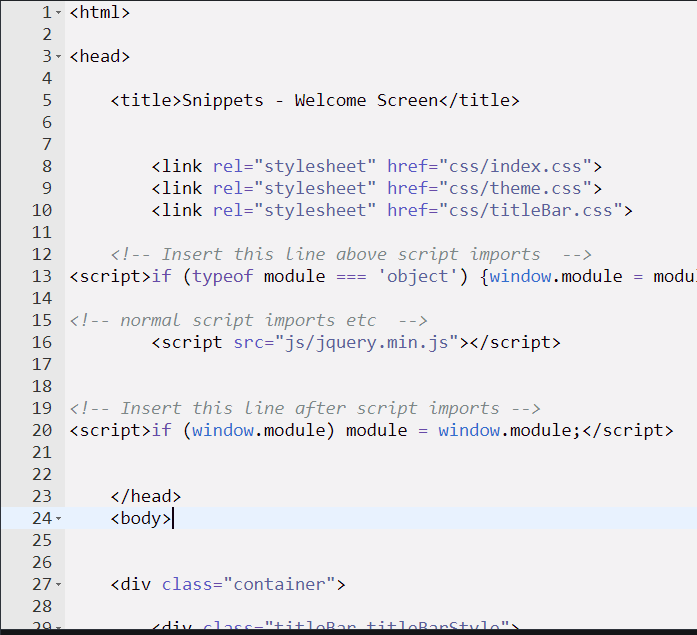 1 <html>
2
3 <head>
4
5 <title>Snippets - Welcome Screen</title>
6
7
8 <link rel="stylesheet" href="css/index.css">
9 <link rel="stylesheet" href="css/theme.css">
10 <link rel="stylesheet" href="css/titleBar.css">
11
12 <!-- Insert this line above script imports  -->
13 <script>if (typeof module === 'object') {window.module = modu
14
15 <!-- normal script imports etc  -->
16 <script src="js/jquery.min.js"></script>
17
18
19 <!-- Insert this line after script imports -->
20 <script>if (window.module) module = window.module;</script>
21
22
23 </head>
24 <body>
25
26
27 <div class="container">
28
29 <div class="titleBar titleBarStyle">